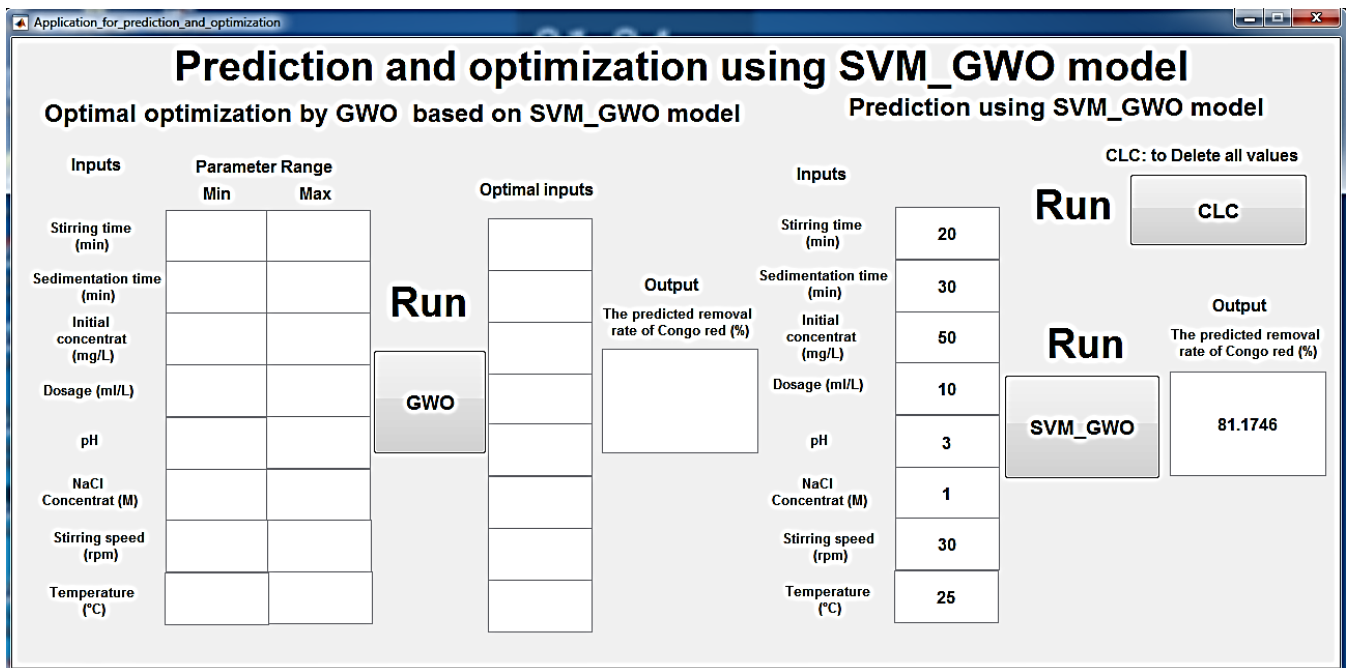 Application_for_prediction_and_optimization
Prediction and optimization using SVM_GWO model
Optimal optimization by GWO based on SVM_GWO model
Inputs
Parameter Range
Min
Max
Optimal inputs
Stirring time
(min)
Sedimentation time
(min)
Initial
concentrat
(mg/L)
Dosage (ml/L)
pH
NaCl
Concentrat (M)
Stirring speed
(rpm)
Temperature
(°C)
Run
GWO
Output
The predicted removal
rate of Congo red (%)
Prediction using SVM_GWO model
CLC: to Delete all values
Run
CLC
Inputs
Stirring time
(min)
20
Sedimentation time
(min)
30
Initial
concentrat
(mg/L)
50
Dosage (ml/L)
10
pH
3
NaCl
Concentrat (M)
1
Stirring speed
(rpm)
30
Temperature
(°C)
25
Run
SVM_GWO
Output
The predicted removal
rate of Congo red (%)
81.1746